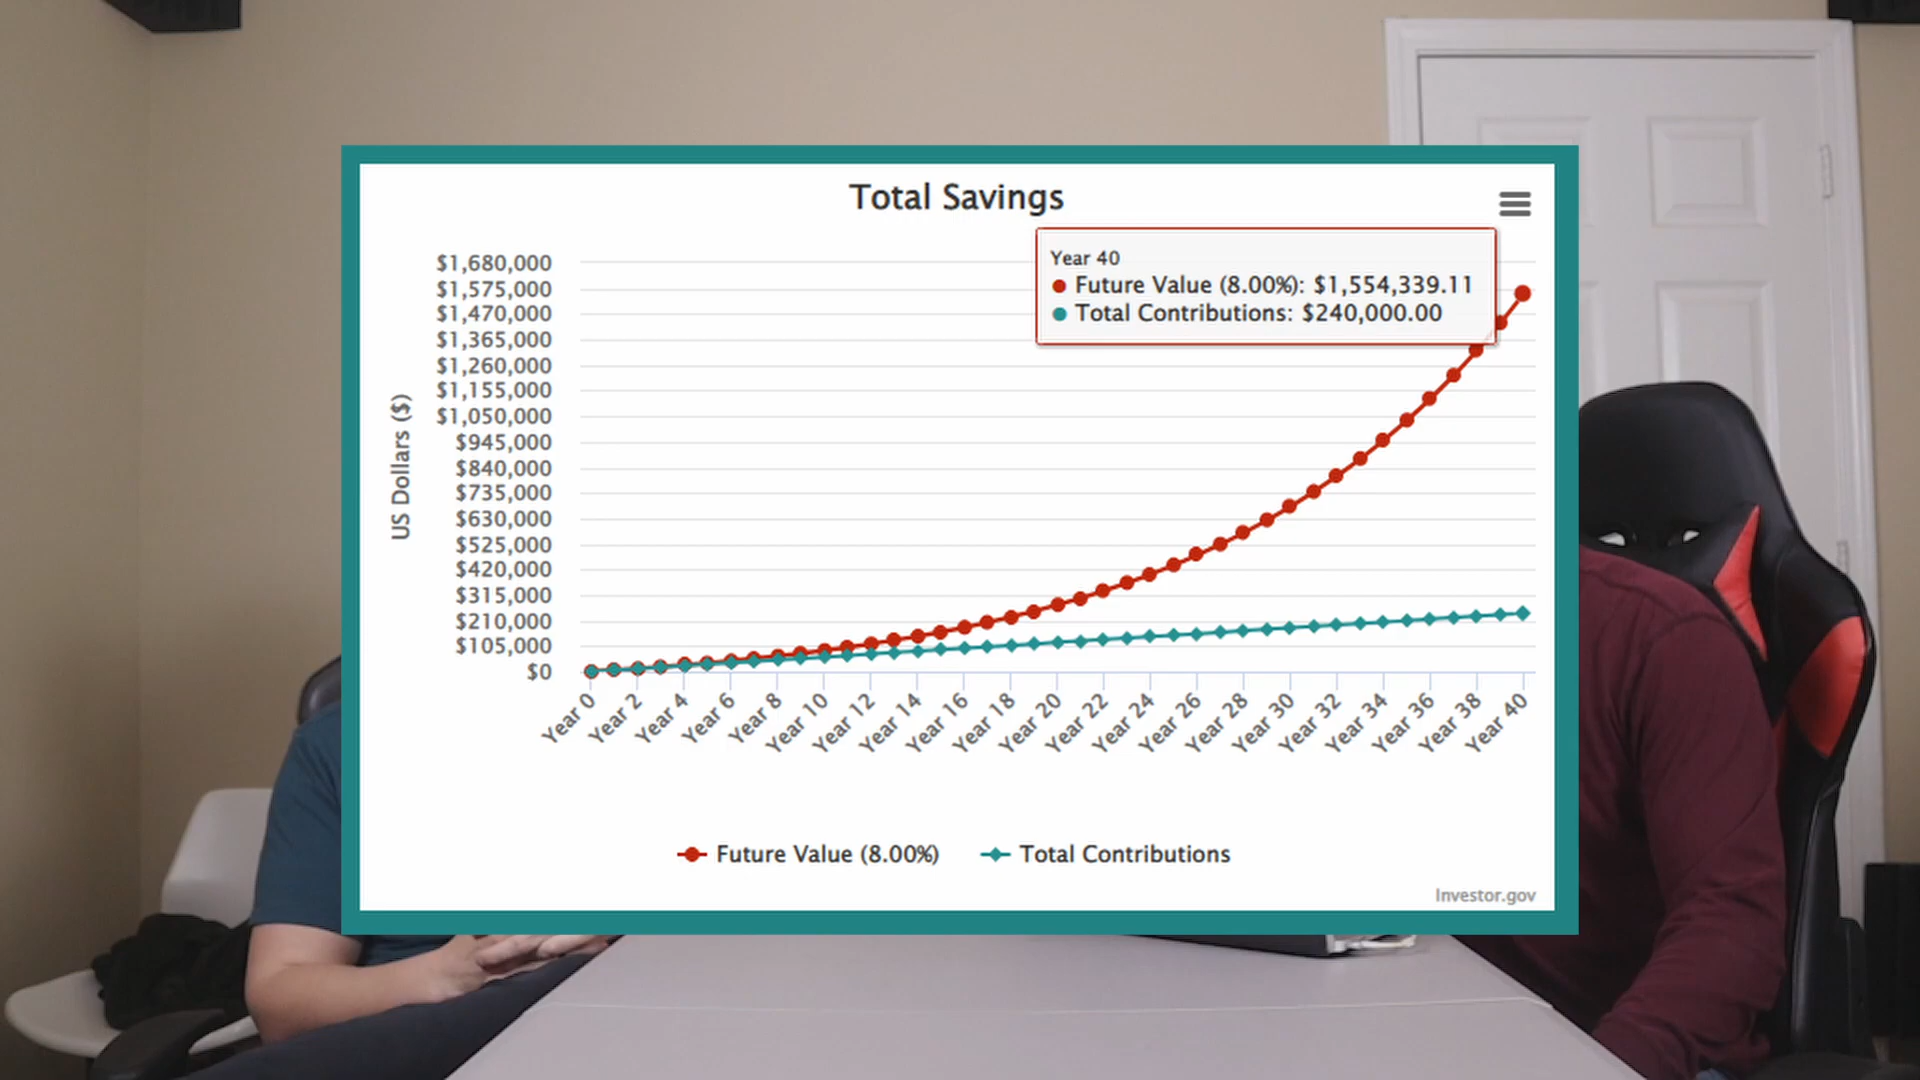 Total Savings
Year 40
Future Value (8.00%): $1,554,339.11
Total Contributions: $240,000.00
$1,680,000
$1,575,000
$1,470,000
$1,365,000
$1,260,000
$1,155,000
$1,050,000
$945,000
$840,000
$735,000
$630,000
$525,000
$420,000
$315,000
$210,000
$105,000
$0
US Dollars ($)
Year 0
Year 2
Year 4
Year 6
Year 8
Year 10
Year 12
Year 14
Year 16
Year 18
Year 20
Year 22
Year 24
Year 26
Year 28
Year 30
Year 32
Year 34
Year 36
Year 38
Year 40
Future Value (8.00%)
Total Contributions
Investor.gov